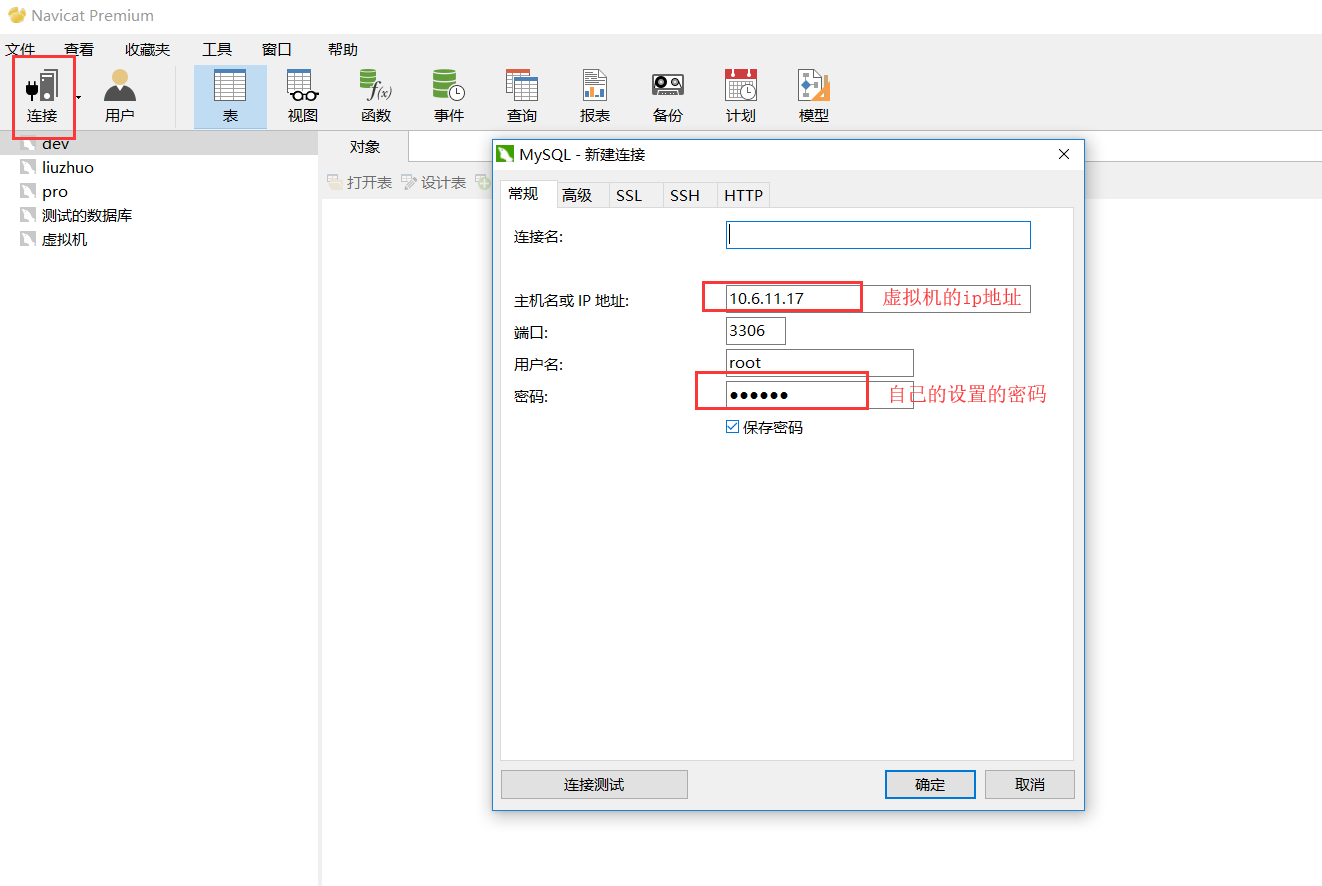 Navicat Premium
文件 查看 收藏夹 工具 窗口 帮助
连接 用户 表 视图 函数 事件 查询 报表 备份 计划 模型
f(x)
dev
liuzhuo
pro
测试的数据库
虚拟机
对象
打开表 设计表
MySQL - 新建连接
常规 高级 SSL SSH HTTP
连接名:
主机名或 IP 地址: 10.6.11.17 虚拟机的ip地址
端口: 3306
用户名: root
密码: ●●●●●● 自己的设置的密码
保存密码
连接测试 确定 取消